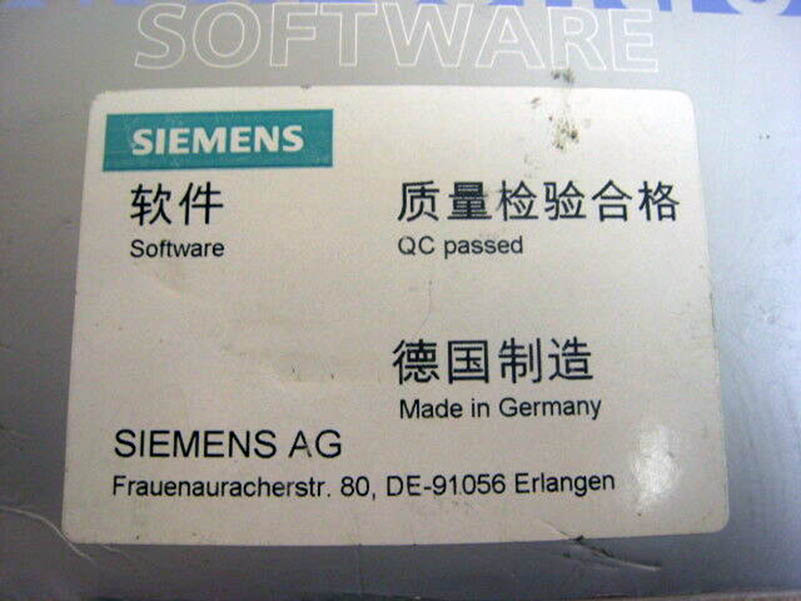 SOFTWARE
SIEMENS
软件
Software
质量检验合格
QC passed
德国制造
Made in Germany
SIEMENS AG
Frauenauracherstr. 80, DE-91056 Erlangen